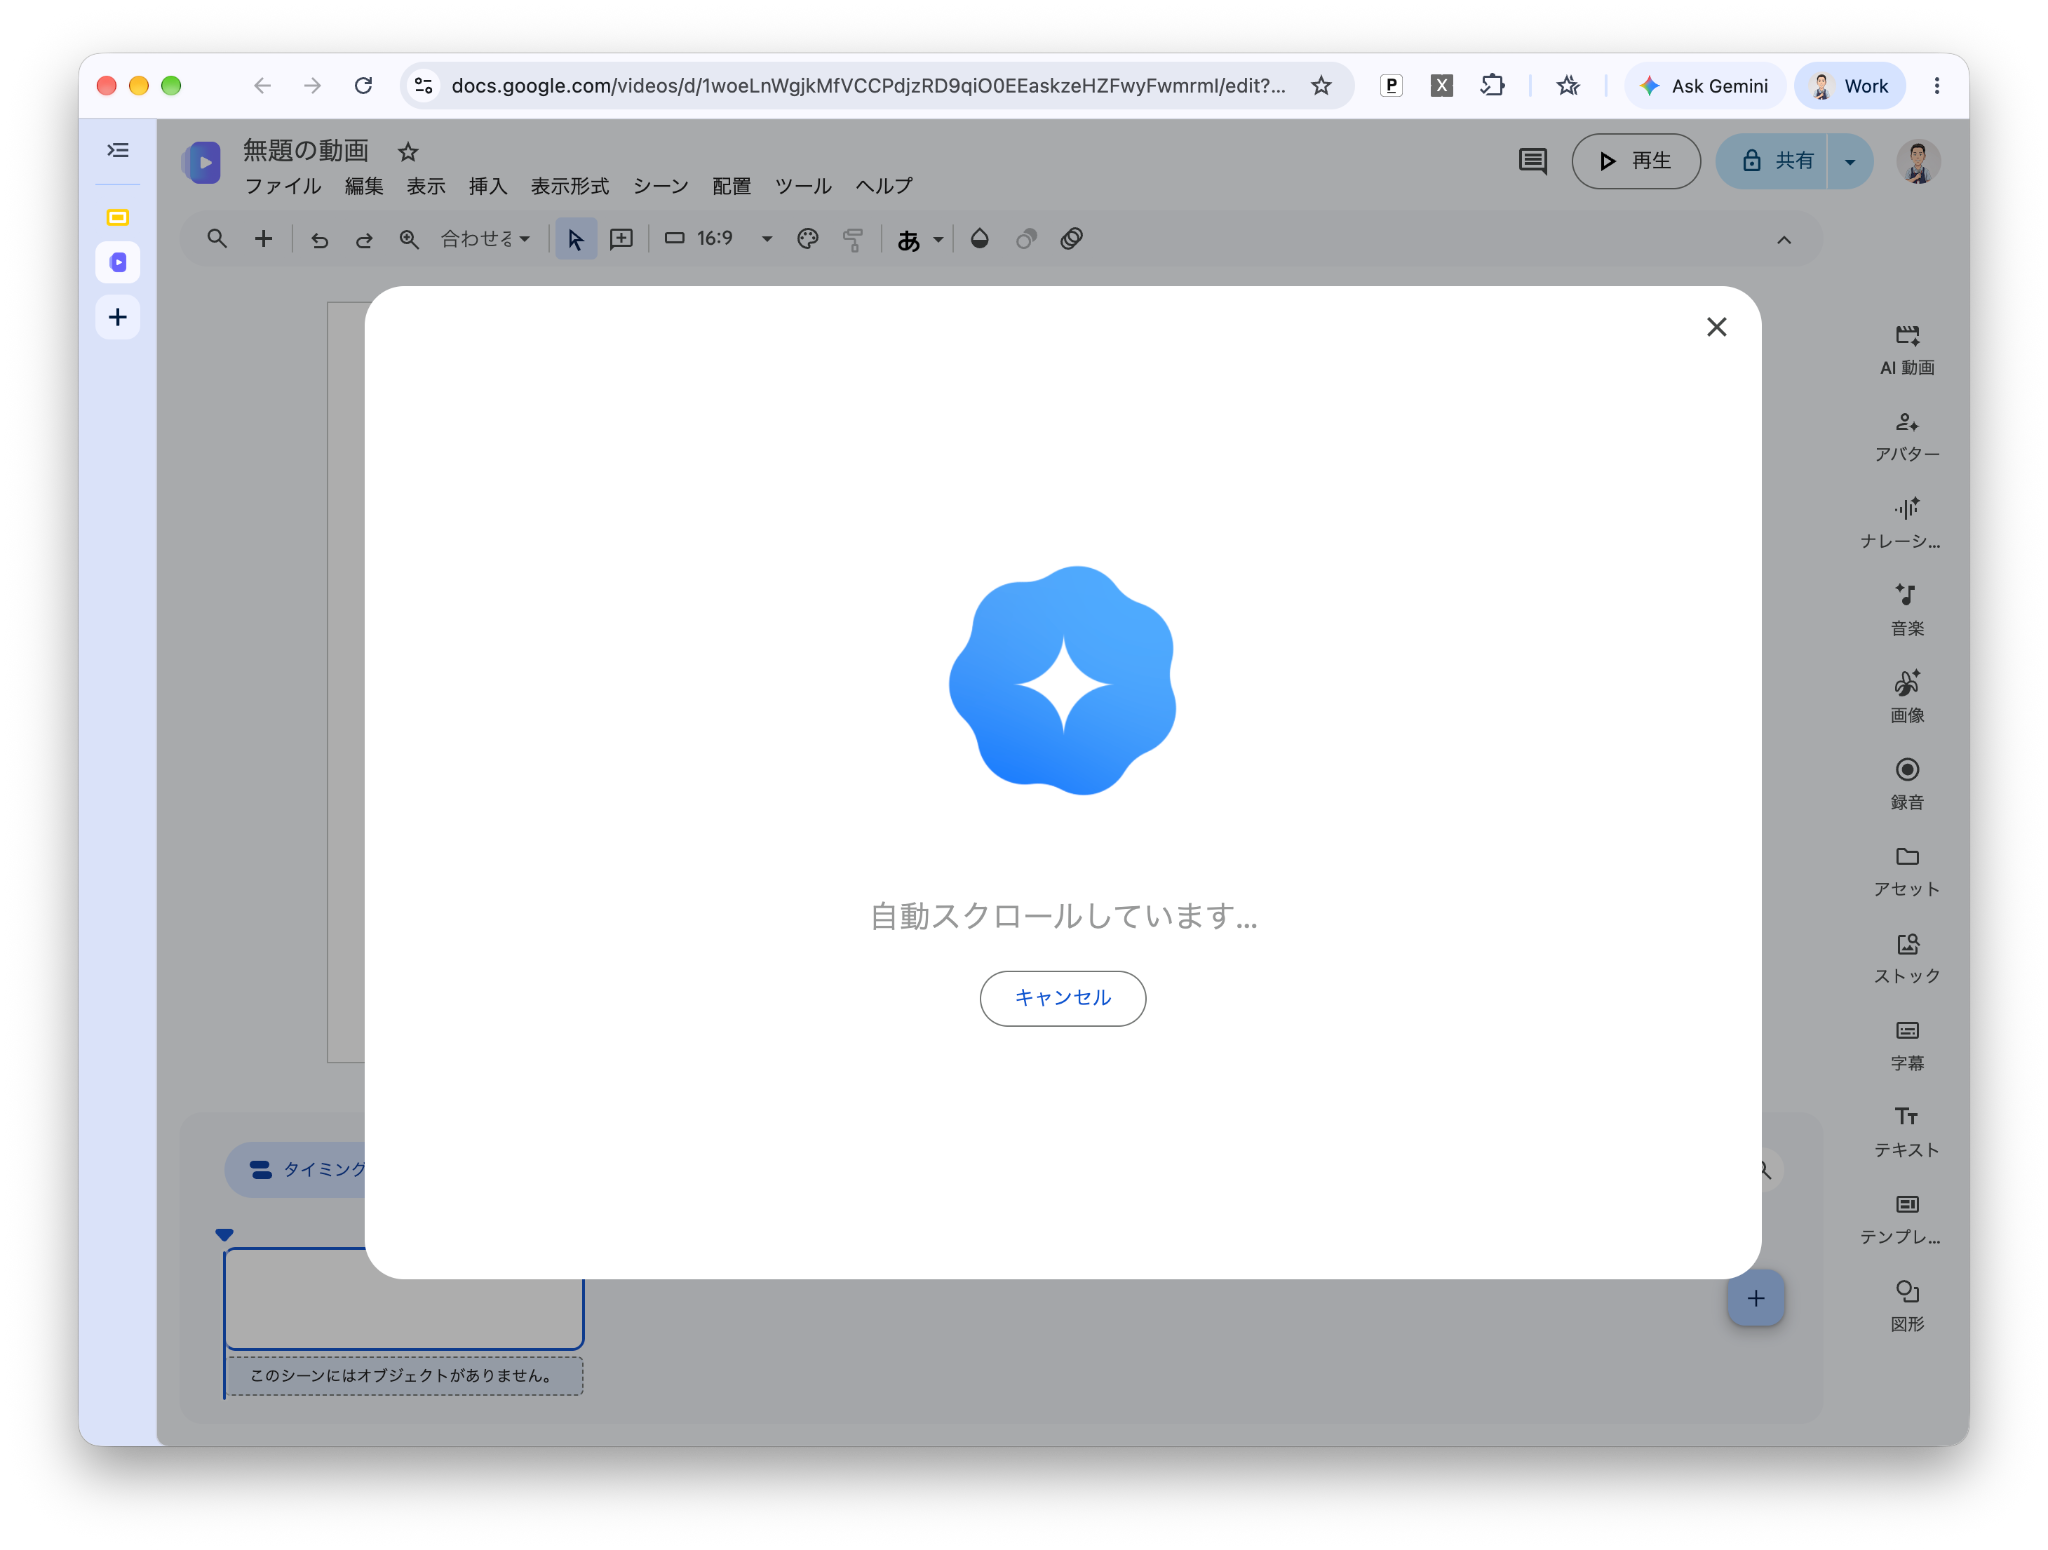 docs.google.com/videos/d/1woeLnWgjkMfVCCPdjzRD9qiO0EEaskzeHZFwyFwmrmI/edit?...
P
X
Ask Gemini
Work
無題の動画
ファイル 編集 表示 挿入 表示形式 シーン 配置 ツール ヘルプ
再生
共有
合わせる
16:9
あ
AI 動画
アバター
ナレーシ...
音楽
画像
録音
アセット
ストック
字幕
テキスト
テンプレ...
図形
自動スクロールしています...
キャンセル
タイミング
このシーンにはオブジェクトがありません。